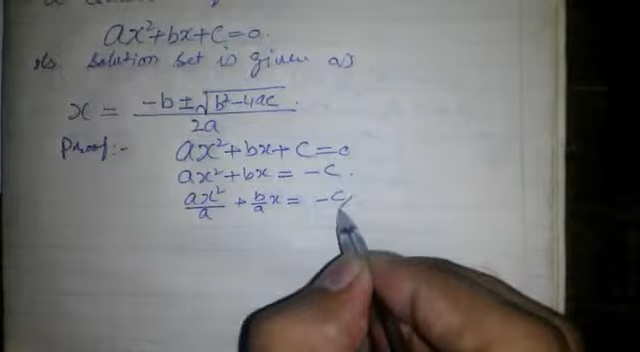 ax²+bx+c=0.
Its solution set is given as
x = -b ± √b²-4ac / 2a
Proof:- ax²+bx+c=0
ax²+bx = -c.
ax²/a + b/a x = -c